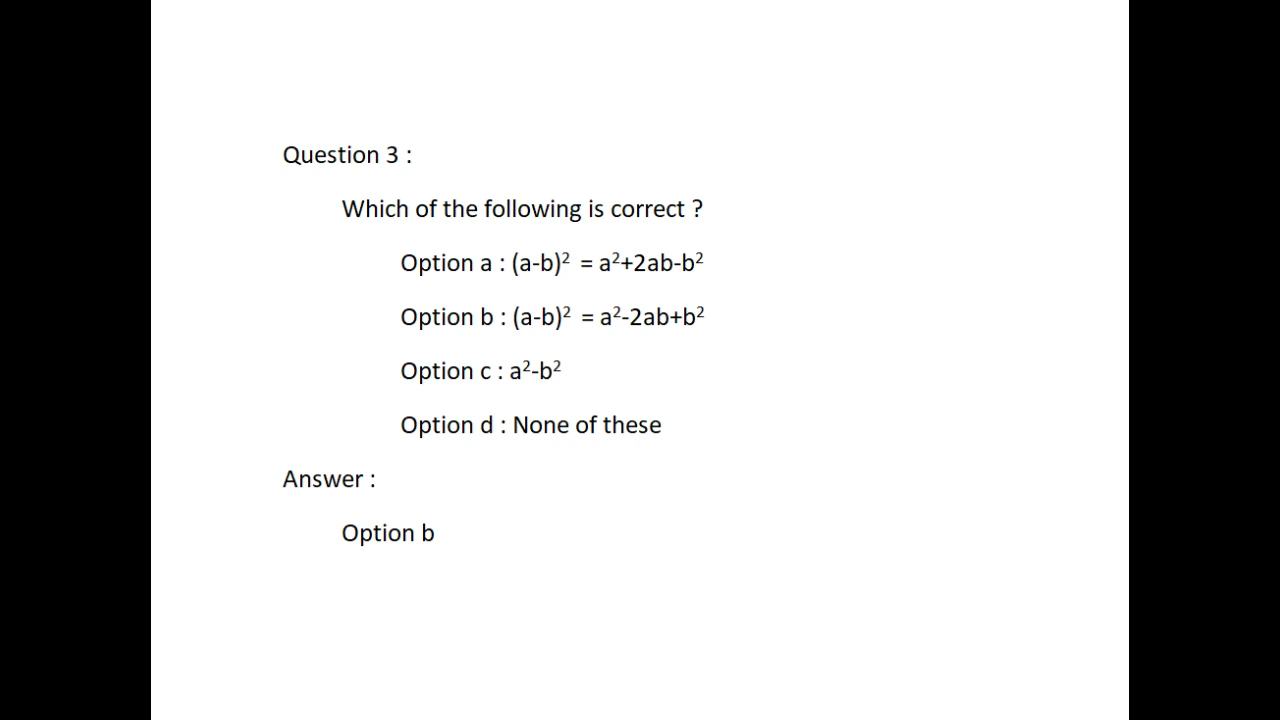 Question 3 :
Which of the following is correct ?
Option a : (a-b)² = a²+2ab-b²
Option b : (a-b)² = a²-2ab+b²
Option c : a²-b²
Option d : None of these
Answer :
Option b